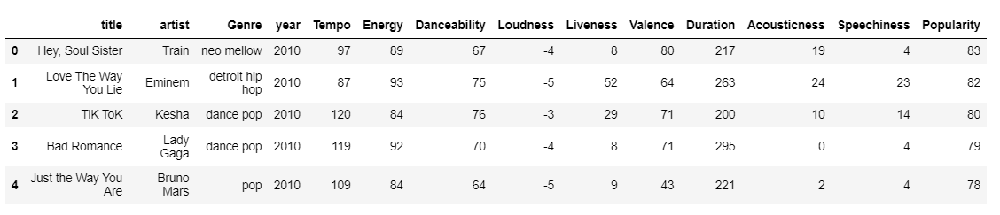 title artist Genre year Tempo Energy Danceability Loudness Liveness Valence Duration Acousticness Speechiness Popularity
0 Hey, Soul Sister Train neo mellow 2010 97 89 67 -4 8 80 217 19 4 83
1 Love The Way You Lie Eminem detroit hip hop 2010 87 93 75 -5 52 64 263 24 23 82
2 TiK ToK Kesha dance pop 2010 120 84 76 -3 29 71 200 10 14 80
3 Bad Romance Lady Gaga dance pop 2010 119 92 70 -4 8 71 295 0 4 79
4 Just the Way You Are Bruno Mars pop 2010 109 84 64 -5 9 43 221 2 4 78